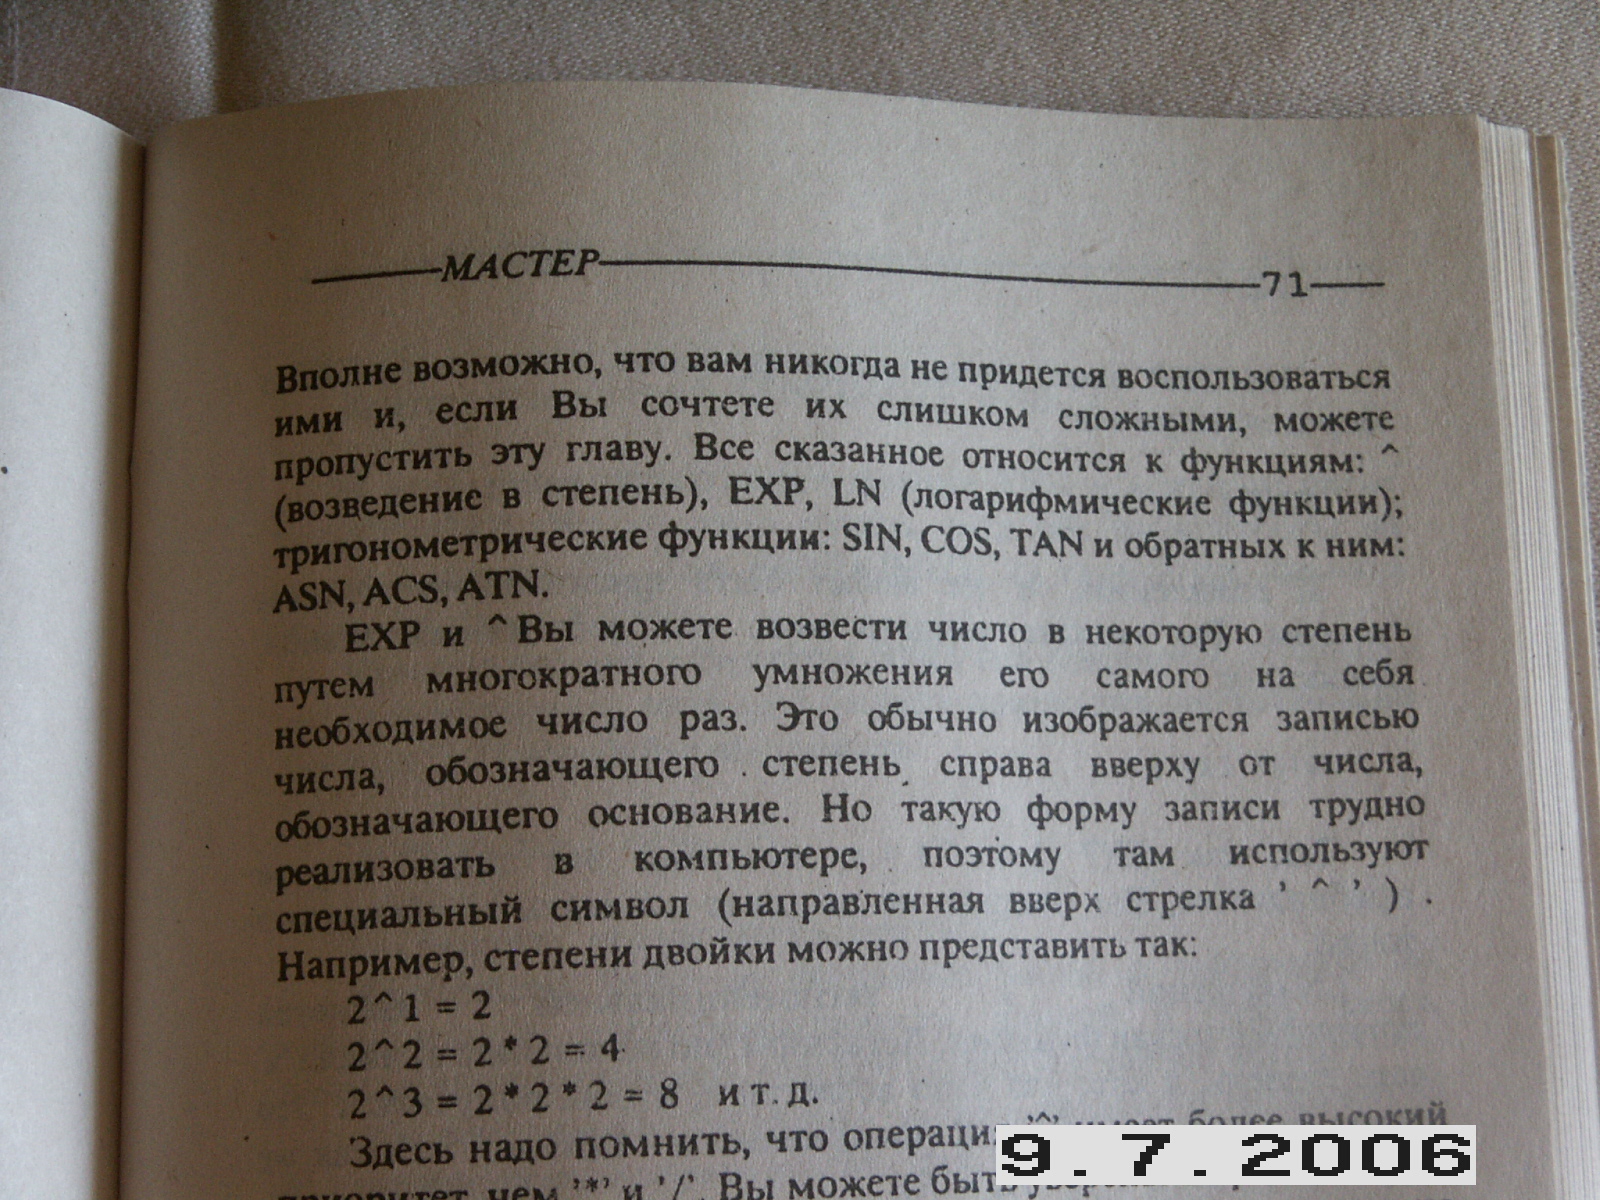 МАСТЕР 71
Вполне возможно, что вам никогда не придется воспользоваться
ими и, если Вы сочтете их слишком сложными, можете
пропустить эту главу. Все сказанное относится к функциям: ^
(возведение в степень), EXP, LN (логарифмические функции);
тригонометрические функции: SIN, COS, TAN и обратных к ним:
ASN, ACS, ATN.
EXP и ^ Вы можете возвести число в некоторую степень
путем многократного умножения его самого на себя
необходимое число раз. Это обычно изображается записью
числа, обозначающего степень справа вверху от числа,
обозначающего основание. Но такую форму записи трудно
реализовать в компьютере, поэтому там используют
специальный символ (направленная вверх стрелка ' ^ ' ) .
Например, степени двойки можно представить так:
2 ^ 1 = 2
2 ^ 2 = 2 * 2 = 4
2 ^ 3 = 2 * 2 * 2 = 8 и т. д.
Здесь надо помнить, что '^' имеет более высокий
приоритет, чем '*' и '/'. Вы можете
9.7.2006